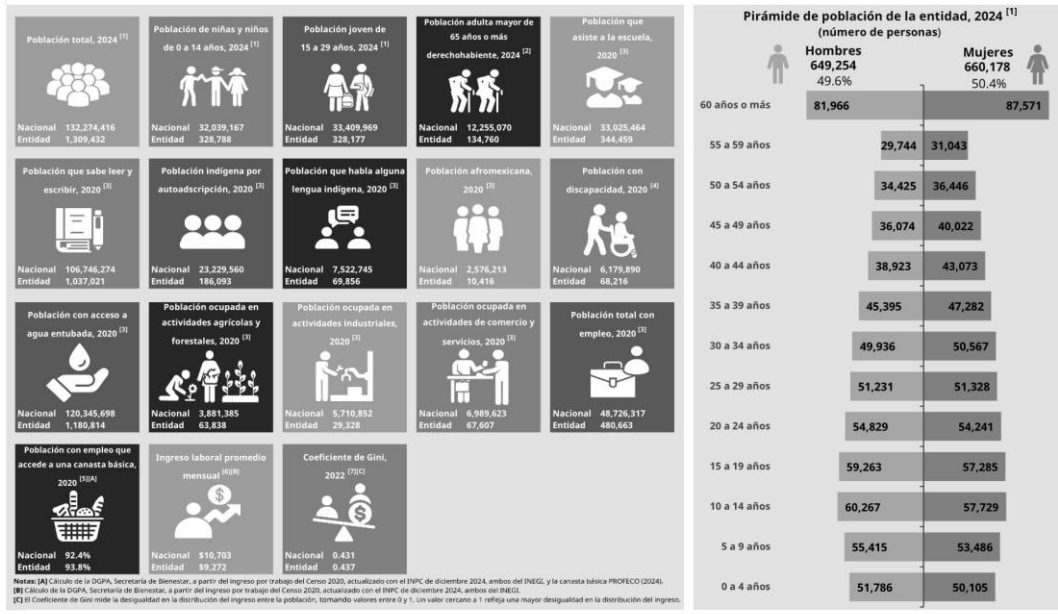 Población total, 2024 [1]
Nacional 132,274,416
Entidad 1,309,432
Población de niñas y niños
de 0 a 14 años, 2024 [1]
Nacional 32,039,167
Entidad 328,788
Población joven de
15 a 29 años, 2024 [1]
Nacional 33,409,969
Entidad 328,177
Población adulta mayor de
65 años o más
derechohabiente, 2024 [2]
Nacional 12,255,070
Entidad 134,760
Población que
asiste a la escuela,
2020 [3]
Nacional 33,025,464
Entidad 344,459
Población que sabe leer y
escribir, 2020 [3]
Nacional 106,746,274
Entidad 1,037,021
Población indígena por
autoadscripción, 2020 [3]
Nacional 23,229,560
Entidad 186,093
Población que habla alguna
lengua indígena, 2020 [3]
Nacional 7,522,745
Entidad 69,856
Población afromexicana,
2020 [3]
Nacional 2,576,213
Entidad 10,416
Población con
discapacidad, 2020 [4]
Nacional 6,179,890
Entidad 68,216
Población con acceso a
agua entubada, 2020 [3]
Nacional 120,345,698
Entidad 1,180,814
Población ocupada en
actividades agrícolas y
forestales, 2020 [3]
Nacional 3,881,385
Entidad 63,838
Población ocupada en
actividades industriales,
2020 [3]
Nacional 5,710,852
Entidad 29,328
Población ocupada en
actividades de comercio y
servicios, 2020 [3]
Nacional 6,989,623
Entidad 67,607
Población total con
empleo, 2020 [3]
Nacional 48,726,317
Entidad 480,663
Población con empleo que
accede a una canasta básica,
2020 [5][A]
Nacional 92.4%
Entidad 93.8%
Ingreso laboral promedio
mensual [6][B]
Nacional $10,703
Entidad $9,272
Coeficiente de Gini,
2022 [7][C]
Nacional 0.431
Entidad 0.437
Notas: [A] Cálculo de la DGPA, Secretaría de Bienestar, a partir del ingreso por trabajo del Censo 2020, actualizado con el INPC de diciembre 2024, ambos del INEGI, y la canasta básica PROFECO (2024).
[B] Cálculo de la DGPA, Secretaría de Bienestar, a partir del ingreso por trabajo del Censo 2020, actualizado con el INPC de diciembre 2024, ambos del INEGI.
[C] El Coeficiente de Gini mide la desigualdad en la distribución del ingreso entre la población, tomando valores entre 0 y 1. Un valor cercano a 1 refleja una mayor desigualdad en la distribución del ingreso.
Pirámide de población de la entidad, 2024 [1]
(número de personas)
Hombres
649,254
49.6%
Mujeres
660,178
50.4%
60 años o más 81,966 87,571
55 a 59 años 29,744 31,043
50 a 54 años 34,425 36,446
45 a 49 años 36,074 40,022
40 a 44 años 38,923 43,073
35 a 39 años 45,395 47,282
30 a 34 años 49,936 50,567
25 a 29 años 51,231 51,328
20 a 24 años 54,829 54,241
15 a 19 años 59,263 57,285
10 a 14 años 60,267 57,729
5 a 9 años 55,415 53,486
0 a 4 años 51,786 50,105